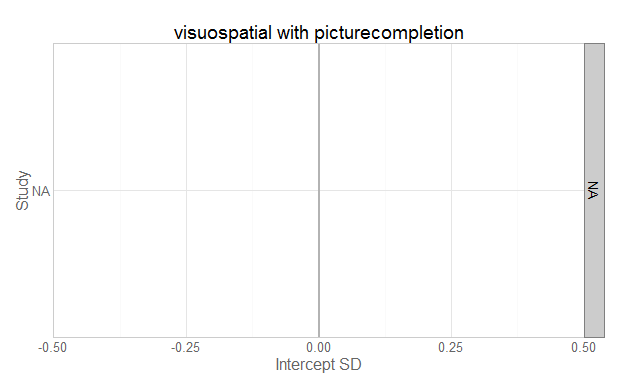 visuospatial with picturecompletion
Study
NA
NA
-0.50
-0.25
0.00
0.25
0.50
Intercept SD